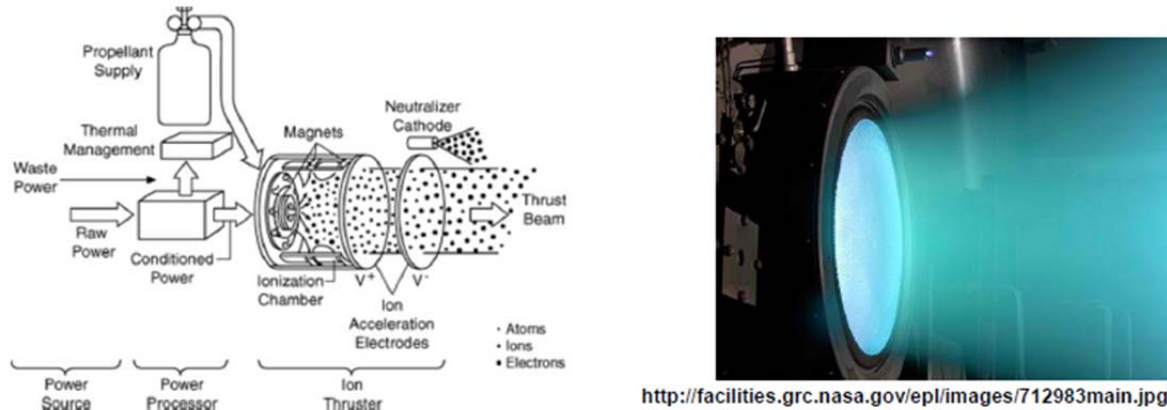 Propellant
Supply
Thermal
Management
Waste
Power
Raw
Power
Conditioned
Power
Magnets
Neutralizer
Cathode
Thrust
Beam
Ionization
Chamber
V+
V-
Ion
Acceleration
Electrodes
Atoms
Ions
Electrons
Power
Source
Power
Processor
Ion
Thruster
http://facilities.grc.nasa.gov/epl/images/712983main.jpg